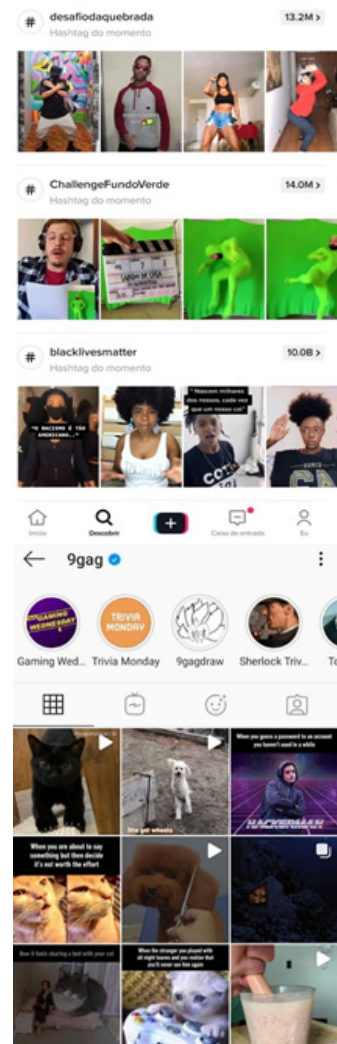 # desafiodaquebrada 13.2M >
Hashtag do momento
# ChallengeFundoVerde 14.0M >
Hashtag do momento
# blacklivesmatter 10.0B >
Hashtag do momento
"O RACISMO É TÃO
AMERICANO.."
"Nascem milhares
dos nossos, cada vez
que um nosso cai."
Início Descobrir + Caixa de entrada Eu
9gag
GAMING
WEDNESDAY
TRIVIA
MONDAY
Gaming Wed... Trivia Monday 9gagdraw Sherlock Triv...
She got wheels
When you guess a password to an account
you haven't used in a while
HACKERMAN
When you are about to say
something but then decide
it's not worth the effort
How it feels sharing a bed with your cat
When the stranger you played with
all night leaves and you realise that
you'll never see him again